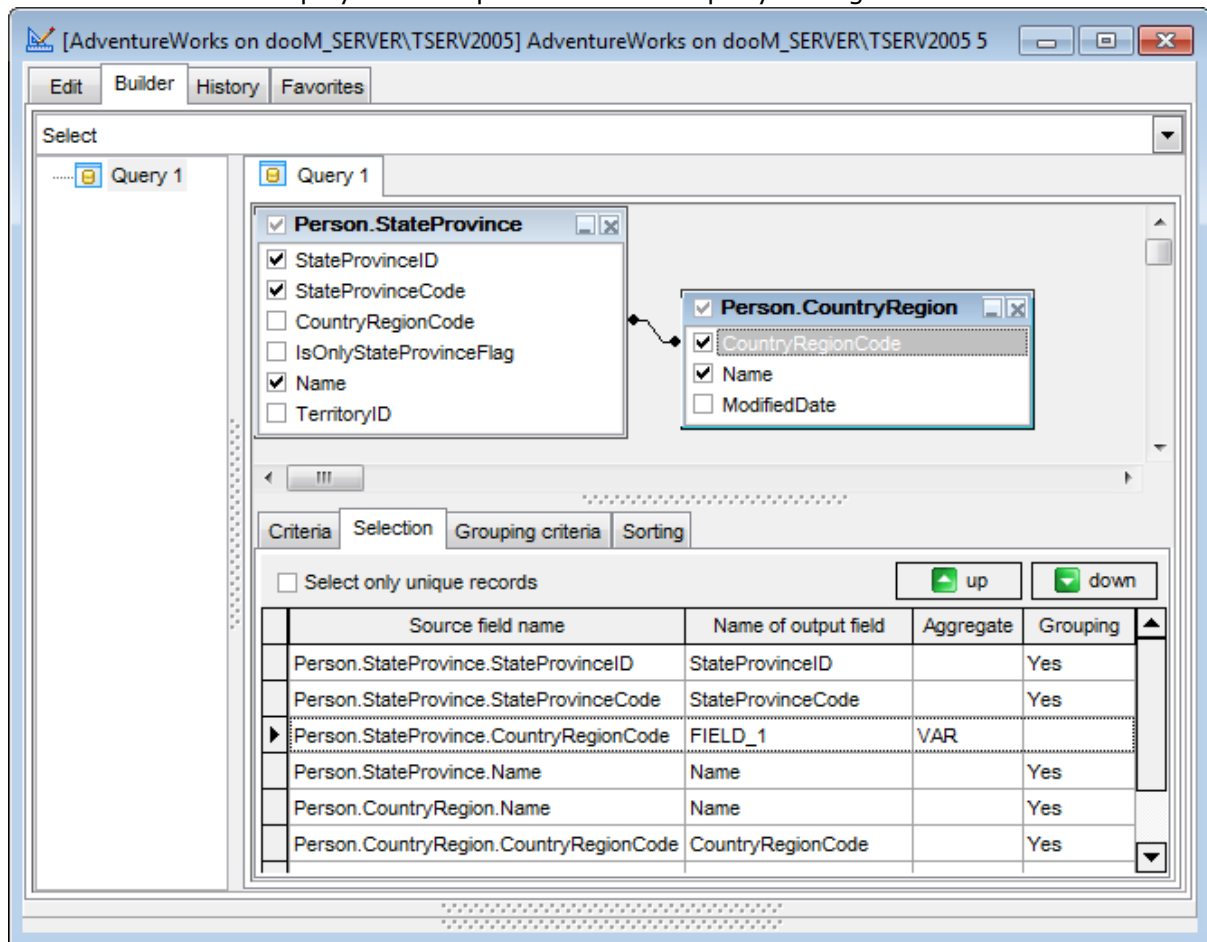 [AdventureWorks on dooM_SERVER\TSERV2005] AdventureWorks on dooM_SERVER\TSERV2005 5
Edit Builder History Favorites
Select
Query 1
Query 1
Person.StateProvince
StateProvinceID
StateProvinceCode
CountryRegionCode
IsOnlyStateProvinceFlag
Name
TerritoryID
Person.CountryRegion
CountryRegionCode
Name
ModifiedDate
Criteria Selection Grouping criteria Sorting
Select only unique records up down
Source field name Name of output field Aggregate Grouping
Person.StateProvince.StateProvinceID StateProvinceID Yes
Person.StateProvince.StateProvinceCode StateProvinceCode Yes
Person.StateProvince.CountryRegionCode FIELD_1 VAR
Person.StateProvince.Name Name Yes
Person.CountryRegion.Name Name Yes
Person.CountryRegion.CountryRegionCode CountryRegionCode Yes